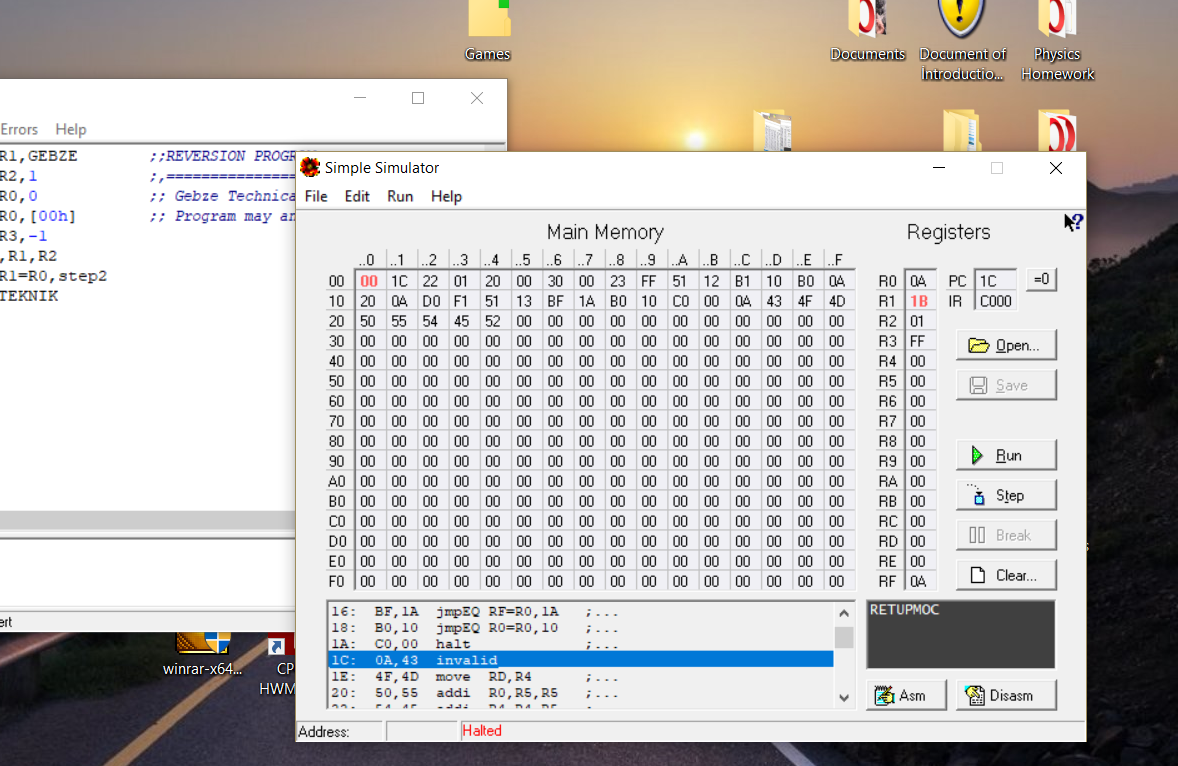 Games
Documents
Document of
Introductio...
Physics
Homework
Errors Help
R1,GEBZE ;;REVERSION PROGR
R2,1 ;,================
R0,0 ;; Gebze Technica
R0,[00h] ;; Program may an
R3,-1
,R1,R2
R1=R0,step2
TEKNIK
ert
winrar-x64...
CP
HWM
Simple Simulator
File Edit Run Help
Main Memory
Registers
..0 ..1 ..2 ..3 ..4 ..5 ..6 ..7 ..8 ..9 ..A ..B ..C ..D ..E ..F
00 00 1C 22 01 20 00 30 00 23 FF 51 12 B1 10 B0 0A
10 20 0A D0 F1 51 13 BF 1A B0 10 C0 00 0A 43 4F 4D
20 50 55 54 45 52 00 00 00 00 00 00 00 00 00 00 00
30 00 00 00 00 00 00 00 00 00 00 00 00 00 00 00 00
40 00 00 00 00 00 00 00 00 00 00 00 00 00 00 00 00
50 00 00 00 00 00 00 00 00 00 00 00 00 00 00 00 00
60 00 00 00 00 00 00 00 00 00 00 00 00 00 00 00 00
70 00 00 00 00 00 00 00 00 00 00 00 00 00 00 00 00
80 00 00 00 00 00 00 00 00 00 00 00 00 00 00 00 00
90 00 00 00 00 00 00 00 00 00 00 00 00 00 00 00 00
A0 00 00 00 00 00 00 00 00 00 00 00 00 00 00 00 00
B0 00 00 00 00 00 00 00 00 00 00 00 00 00 00 00 00
C0 00 00 00 00 00 00 00 00 00 00 00 00 00 00 00 00
D0 00 00 00 00 00 00 00 00 00 00 00 00 00 00 00 00
E0 00 00 00 00 00 00 00 00 00 00 00 00 00 00 00 00
F0 00 00 00 00 00 00 00 00 00 00 00 00 00 00 00 00
R0 0A PC 1C =0
R1 1B IR C000
R2 01
R3 FF
R4 00
R5 00
R6 00
R7 00
R8 00
R9 00
RA 00
RB 00
RC 00
RD 00
RE 00
RF 0A
Open...
Save
Run
Step
Break
Clear...
16: BF,1A jmpEQ RF=R0,1A ;...
18: B0,10 jmpEQ R0=R0,10 ;...
1A: C0,00 halt ;...
1C: 0A,43 invalid
1E: 4F,4D move RD,R4 ;...
20: 50,55 addi R0,R5,R5 ;...
RETUPMOC
Asm
Disasm
Address:
Halted